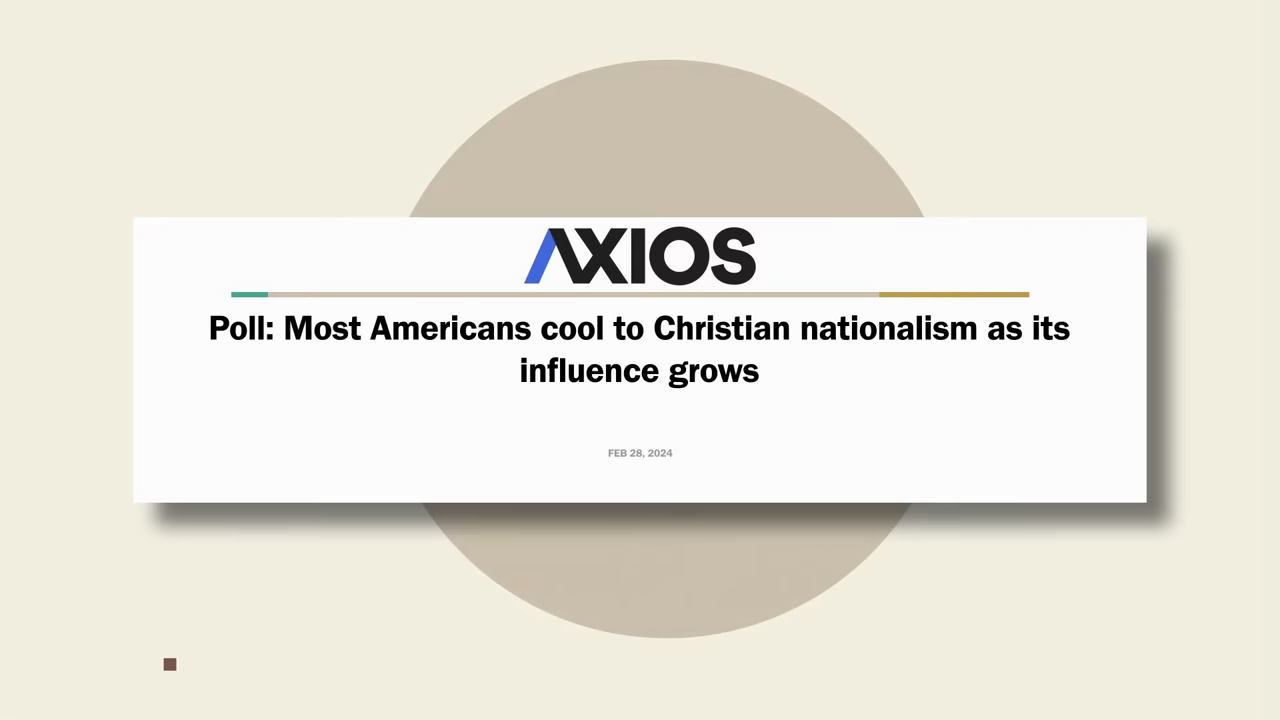 AXIOS
Poll: Most Americans cool to Christian nationalism as its
influence grows
FEB 28, 2024